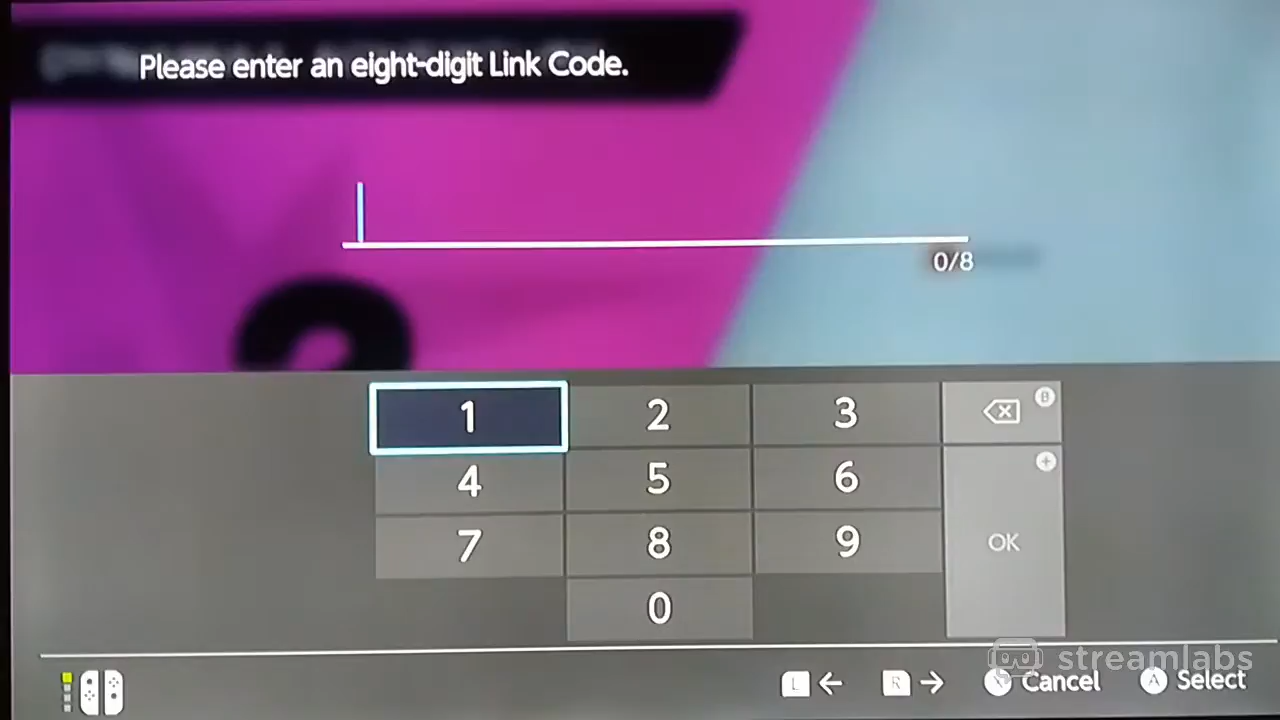 Please enter an eight-digit Link Code.
0/8
1 2 3 B
4 5 6 +
7 8 9 OK
0
L ← R → X Cancel A Select
streamlabs